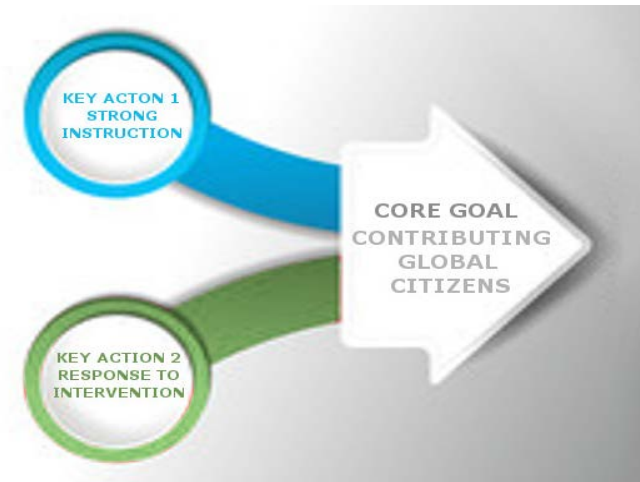 KEY ACTON 1
STRONG
INSTRUCTION
CORE GOAL
CONTRIBUTING
GLOBAL
CITIZENS
KEY ACTION 2
RESPONSE TO
INTERVENTION